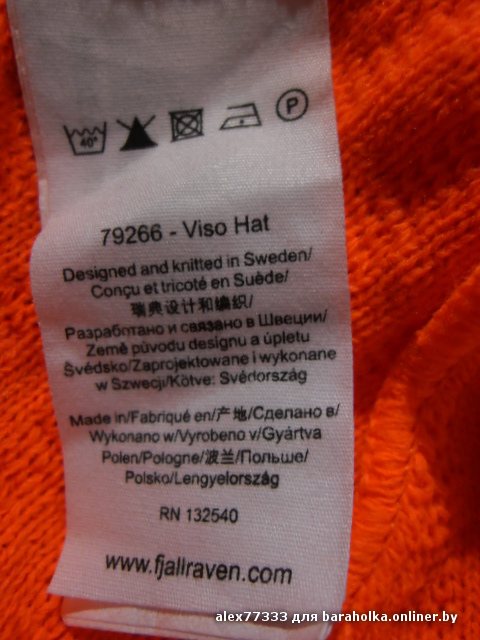 40°
P
79266 - Viso Hat
Designed and knitted in Sweden/
Conçu et tricoté en Suède/
瑞典设计和编织/
Разработано и связано в Швеции/
Země původu designu a úpletu
Švédsko/Zaprojektowane i wykonane
w Szwecji/Kötve: Svédország
Made in/Fabriqué en/产地/Сделано в/
Wykonano w/Vyrobeno v/Gyártva
Polen/Pologne/波兰/Польше/
Polsko/Lengyelország
RN 132540
www.fjallraven.com
alex77333 для baraholka.onliner.by